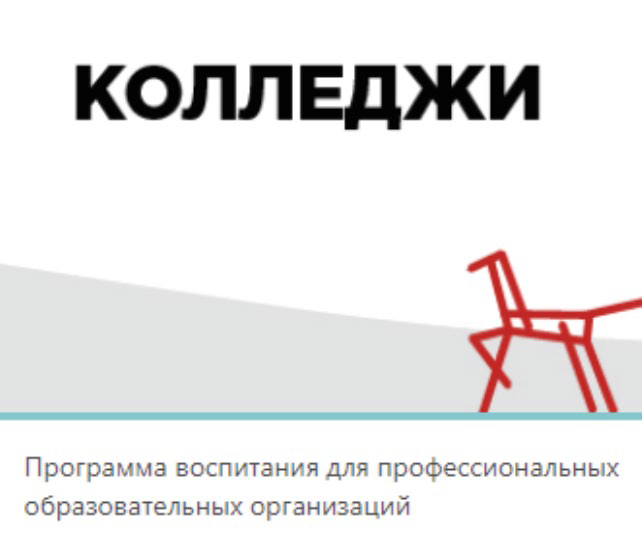 КОЛЛЕДЖИ
Программа воспитания для профессиональных
образовательных организаций